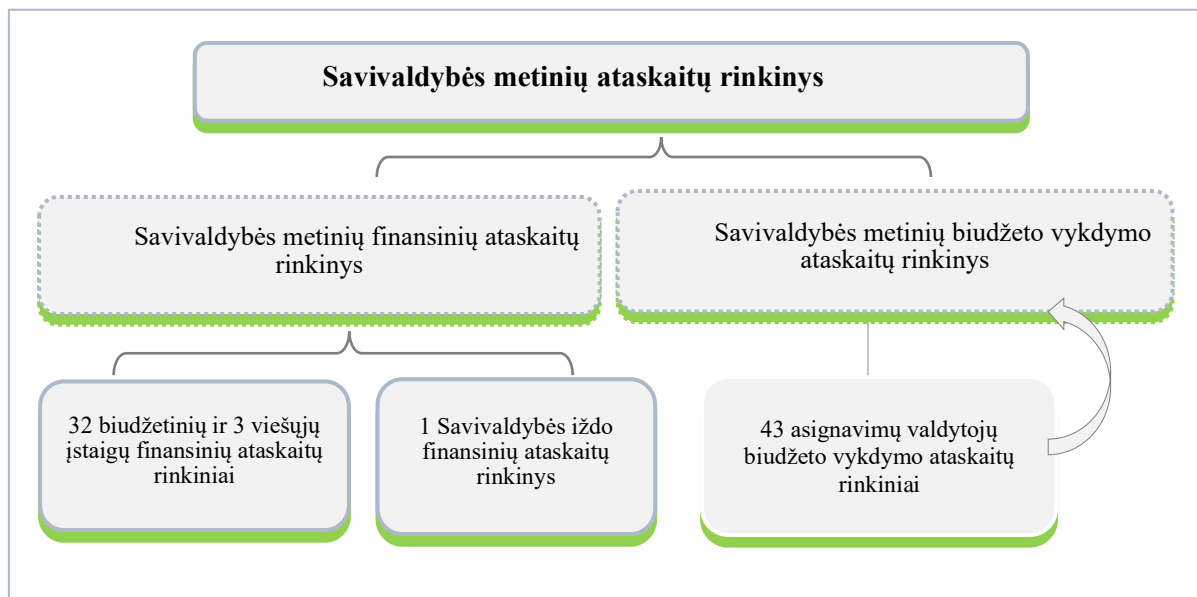 Savivaldybės metinių ataskaitų rinkinys
Savivaldybės metinių finansinių ataskaitų
rinkinys
Savivaldybės metinių biudžeto vykdymo
ataskaitų rinkinys
32 biudžetinių ir 3 viešųjų
įstaigų finansinių ataskaitų
rinkiniai
1 Savivaldybės iždo
finansinių ataskaitų
rinkinys
43 asignavimų valdytojų
biudžeto vykdymo ataskaitų
rinkiniai